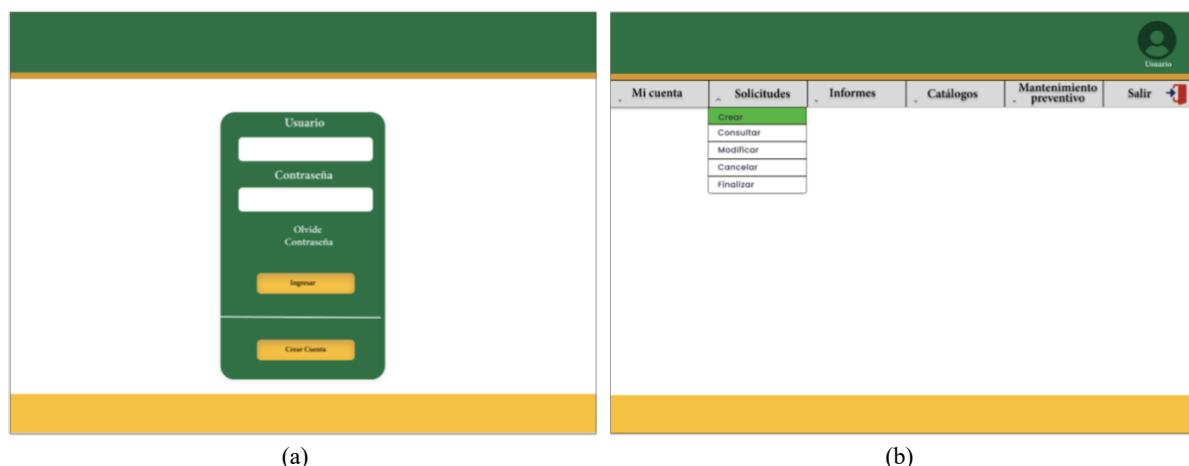 Usuario
Contraseña
Olvide
Contraseña
Ingresar
Crear Cuenta
(a)
Usuario
Mi cuenta
Solicitudes
Informes
Catálogos
Mantenimiento
preventivo
Salir
Crear
Consultar
Modificar
Cancelar
Finalizar
(b)